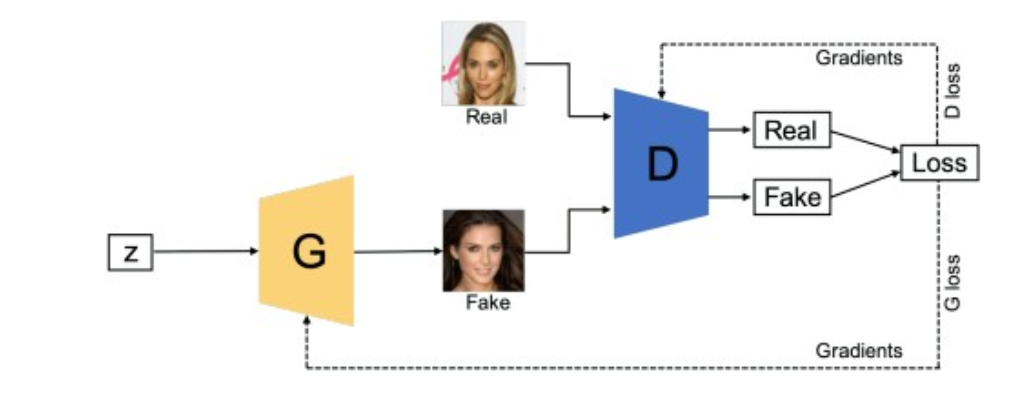 Gradients
D loss
Real
Real
D
Loss
Fake
z
G
Fake
G loss
Gradients